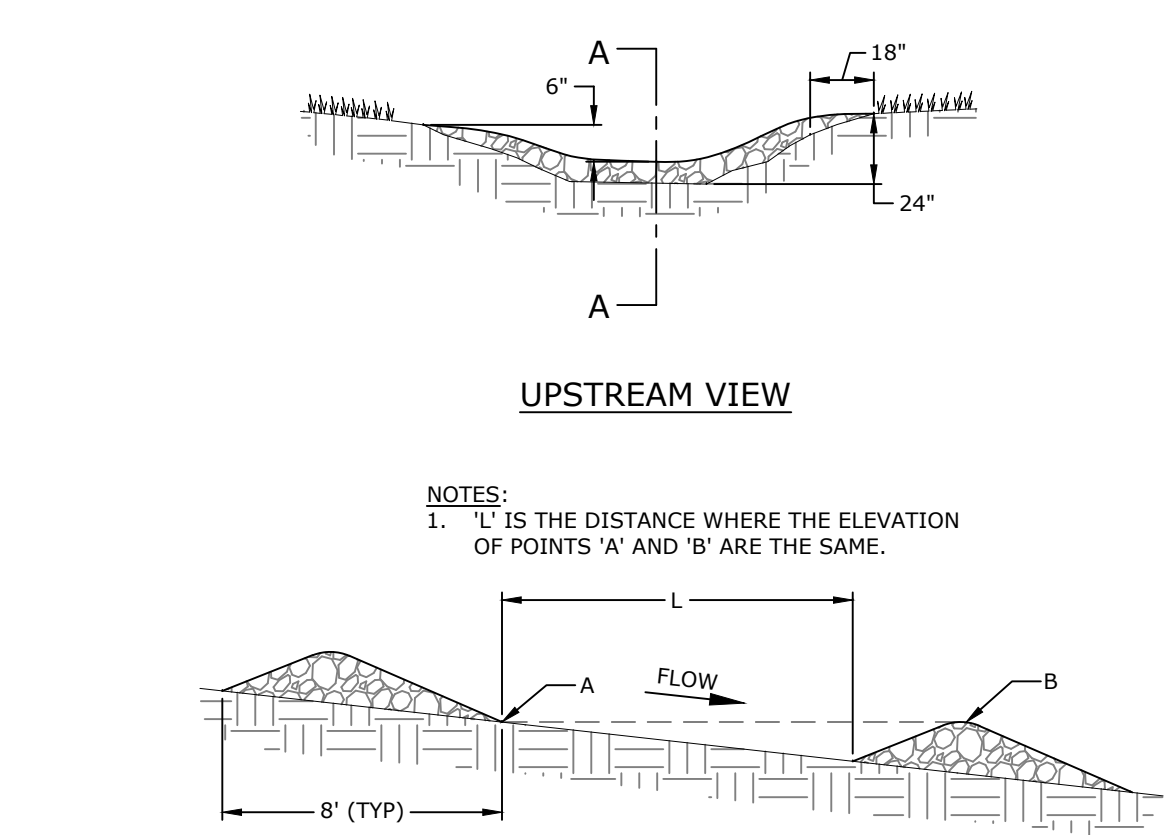 A
18"
6"
24"
A
UPSTREAM VIEW
NOTES:
1. 'L' IS THE DISTANCE WHERE THE ELEVATION
OF POINTS 'A' AND 'B' ARE THE SAME.
L
A
FLOW
B
8' (TYP)